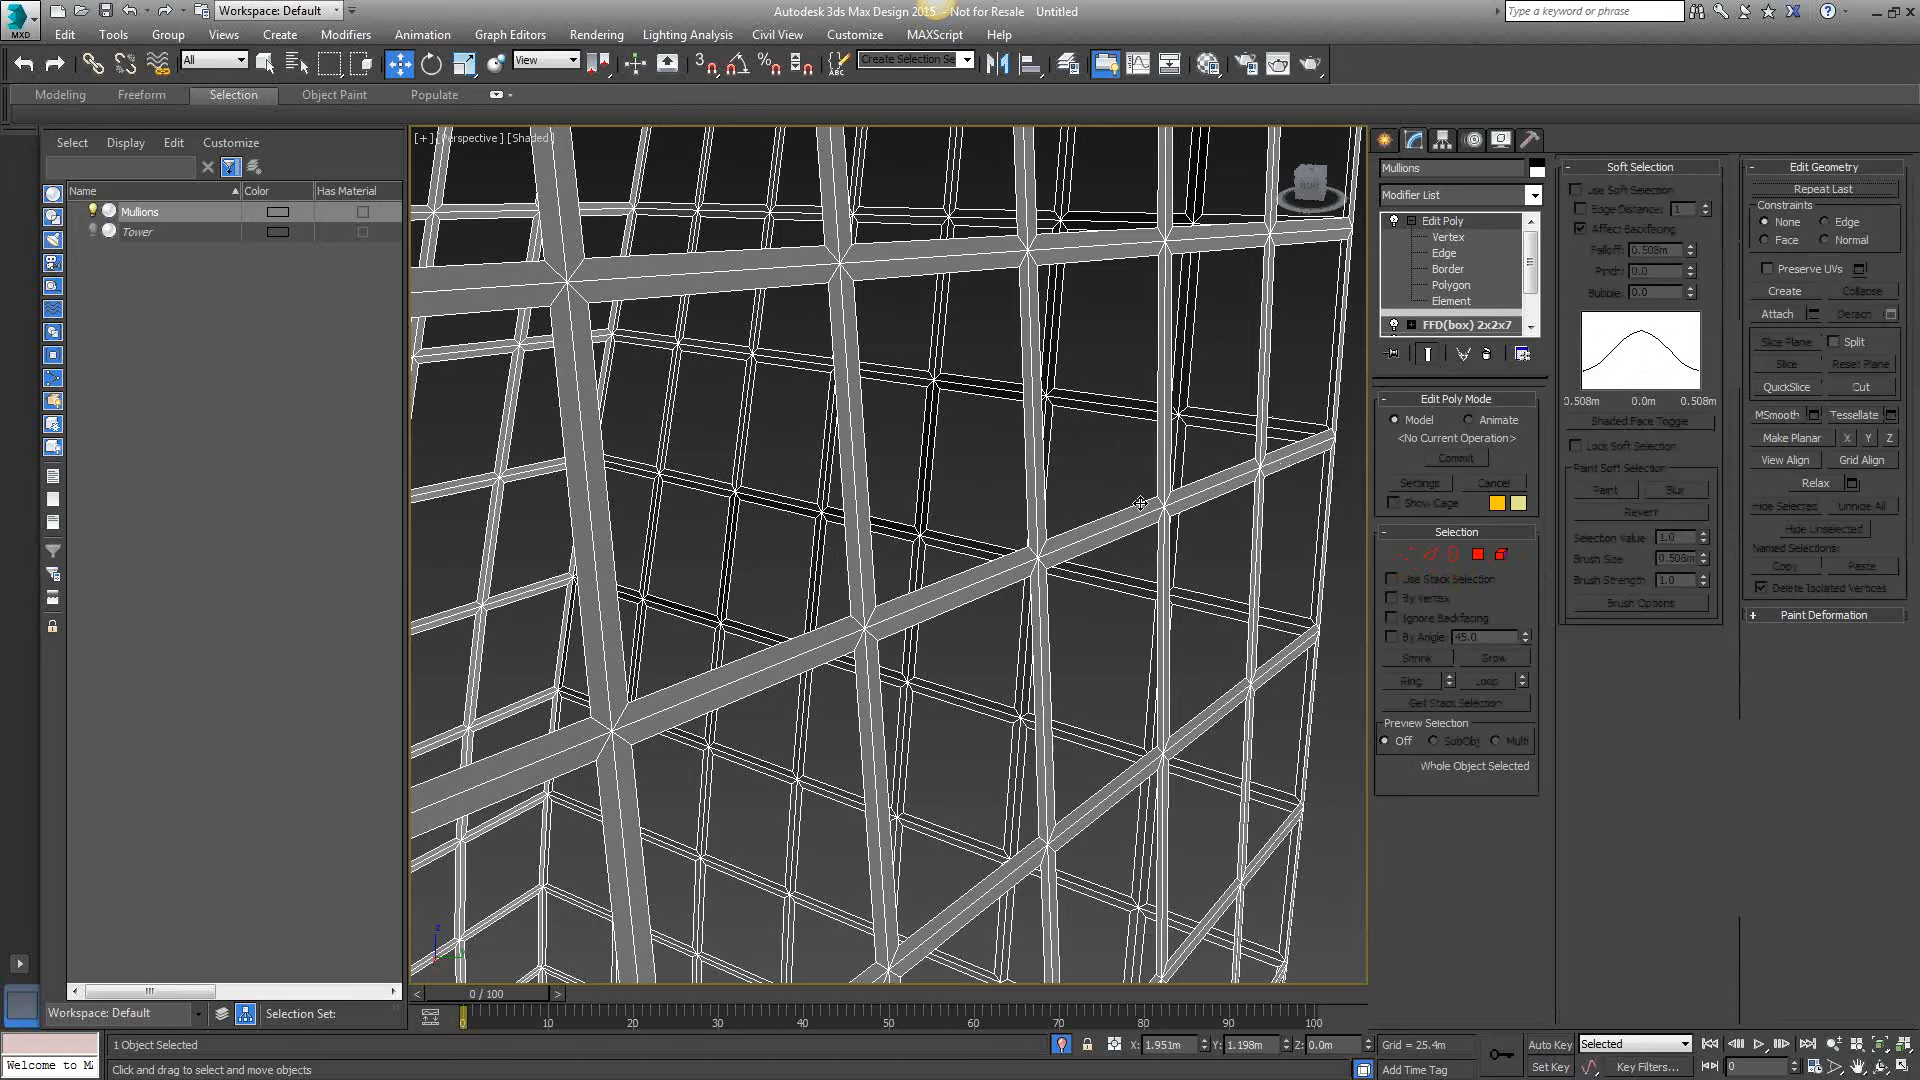 Workspace: Default
Autodesk 3ds Max Design 2015 - Not for Resale Untitled
Type a keyword or phrase
MXD
Edit Tools Group Views Create Modifiers Animation Graph Editors Rendering Lighting Analysis Civil View Customize MAXScript Help
All
View
3
ABC
Create Selection Se
Modeling Freeform Selection Object Paint Populate
Select Display Edit Customize
Name Color Has Material
Mullions
Tower
[+] [Perspective] [Shaded]
Mullions
Modifier List
Edit Poly
Vertex
Edge
Border
Polygon
Element
FFD(box) 2x2x7
Edit Poly Mode
Model Animate
<No Current Operation>
Commit
Settings Cancel
Show Cage
Selection
Use Stack Selection
By Vertex
Ignore Backfacing
By Angle: 45.0
Shrink Grow
Ring Loop
Get Stack Selection
Preview Selection
Off SubObj Multi
Whole Object Selected
Soft Selection
Use Soft Selection
Edge Distance: 1
Affect Backfacing
Falloff: 0.508m
Pinch: 0.0
Bubble: 0.0
0.508m 0.0m 0.508m
Shaded Face Toggle
Lock Soft Selection
Paint Soft Selection
Paint Blur
Revert
Selection Value: 1.0
Brush Size 0.508m
Brush Strength 1.0
Brush Options
Edit Geometry
Repeat Last
Constraints
None Edge
Face Normal
Preserve UVs
Create Collapse
Attach Detach
Slice Plane Split
Slice Reset Plane
QuickSlice Cut
MSmooth Tessellate
Make Planar X Y Z
View Align Grid Align
Relax
Hide Selected Unhide All
Hide Unselected
Named Selections:
Copy Paste
Delete Isolated Vertices
Paint Deformation
z
0 / 100
Workspace: Default Selection Set:
0 10 20 30 40 50 60 70 80 90 100
1 Object Selected
X: 1.951m Y: 1.198m Z: 0.0m
Grid = 25.4m
Auto Key Selected
Welcome to M
Click and drag to select and move objects
Add Time Tag
Set Key Key Filters...
0